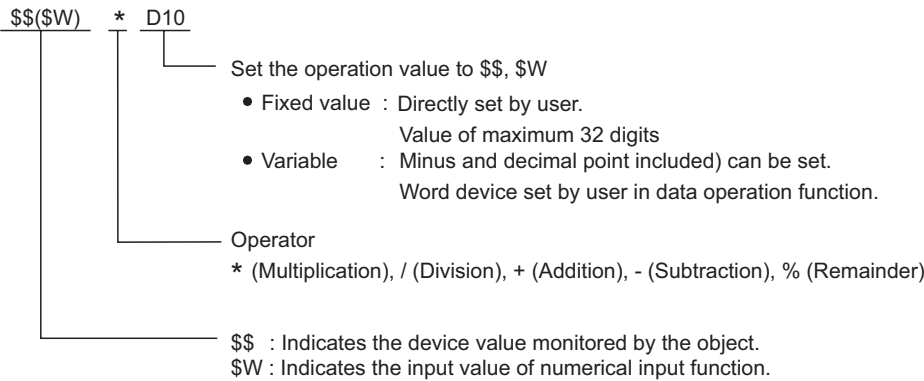 $$($W) * D10
Set the operation value to $$, $W
● Fixed value : Directly set by user.
Value of maximum 32 digits
● Variable : Minus and decimal point included) can be set.
Word device set by user in data operation function.
Operator
* (Multiplication), / (Division), + (Addition), - (Subtraction), % (Remainder)
$$ : Indicates the device value monitored by the object.
$W : Indicates the input value of numerical input function.